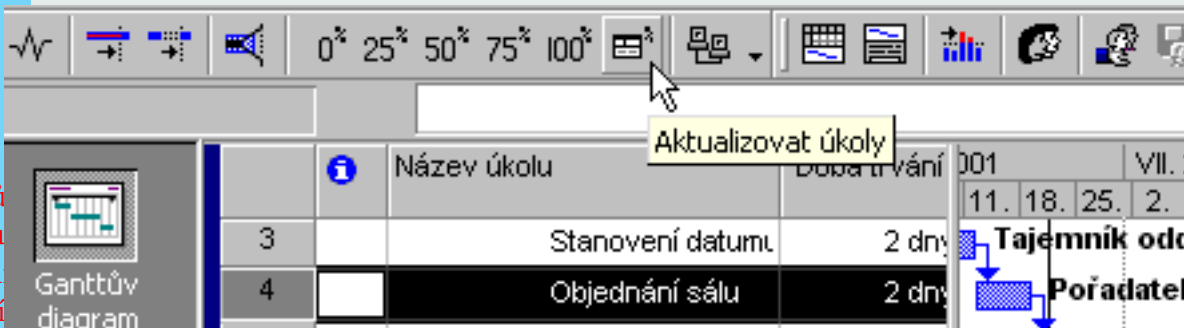 0% 25% 50% 75% 100%
Aktualizovat úkoly
Název úkolu
Doba trvání
001
VII.
11. 18. 25. 2.
3 Stanovení datumu 2 dny Tajemník odd
4 Objednání sálu 2 dny Pořadatel
Ganttův
diagram